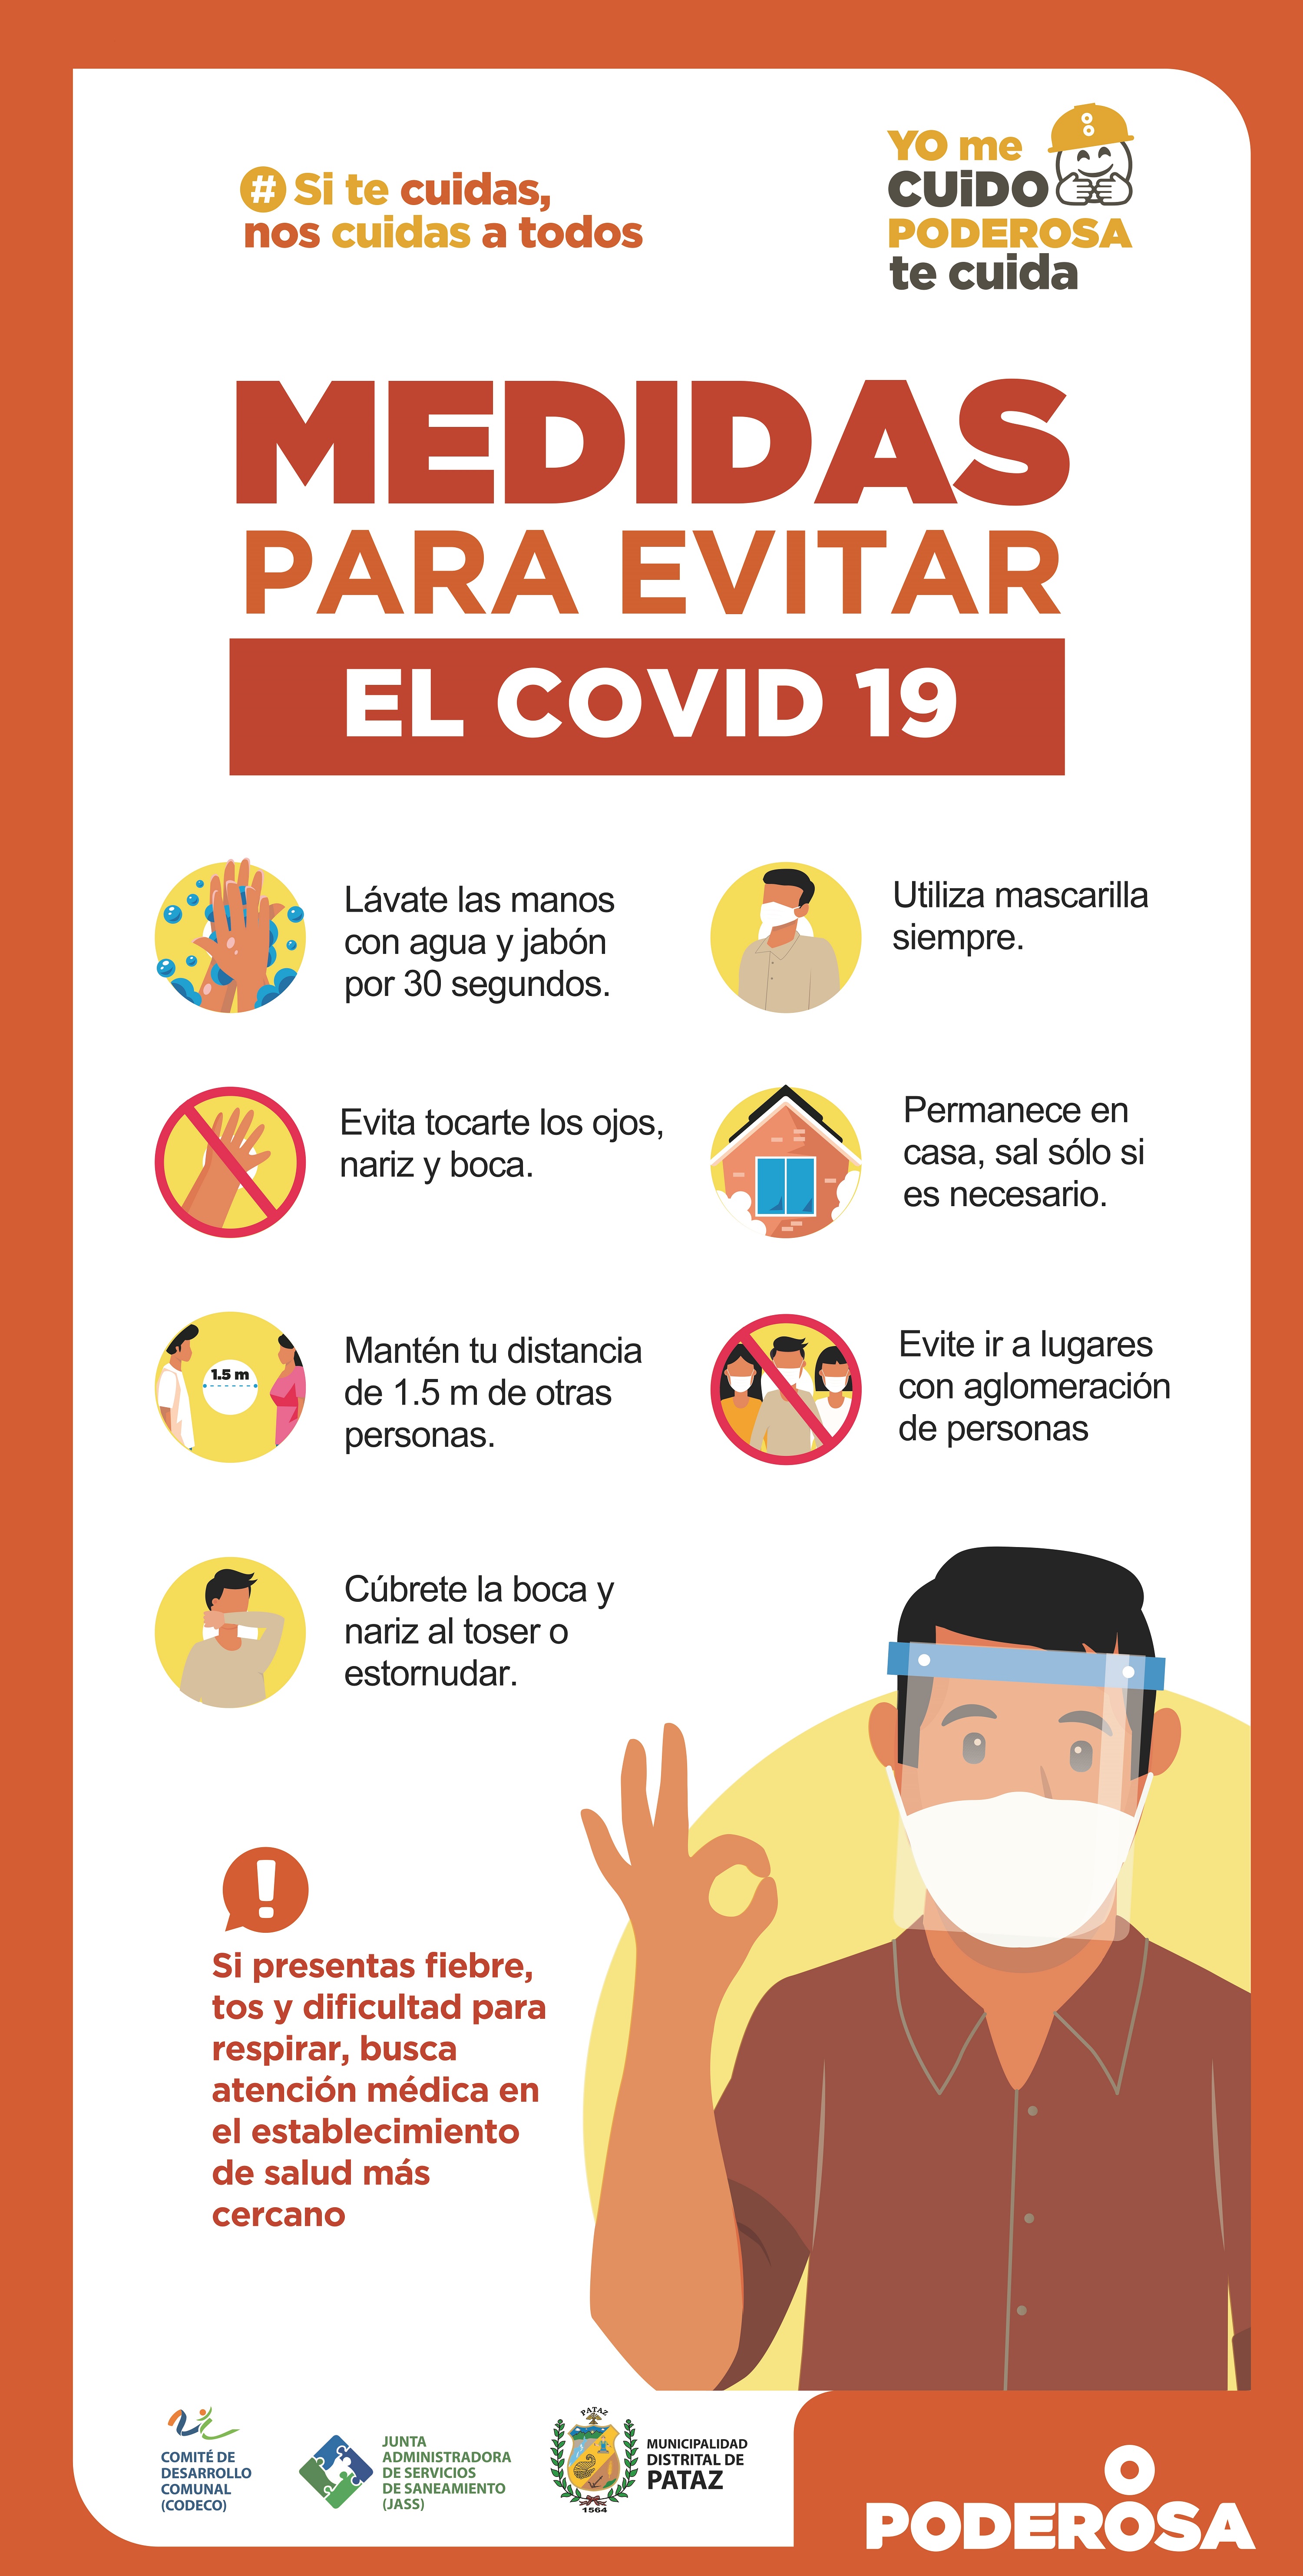 # Si te cuidas,
nos cuidas a todos
YO me
CUiDO
PODEROSA
te cuida
MEDIDAS
PARA EVITAR
EL COVID 19
Lávate las manos
con agua y jabón
por 30 segundos.
Utiliza mascarilla
siempre.
Evita tocarte los ojos,
nariz y boca.
Permanece en
casa, sal sólo si
es necesario.
1.5 m
Mantén tu distancia
de 1.5 m de otras
personas.
Evite ir a lugares
con aglomeración
de personas
Cúbrete la boca y
nariz al toser o
estornudar.
!
Si presentas fiebre,
tos y dificultad para
respirar, busca
atención médica en
el establecimiento
de salud más
cercano
COMITÉ DE
DESARROLLO
COMUNAL
(CODECO)
JUNTA
ADMINISTRADORA
DE SERVICIOS
DE SANEAMIENTO
(JASS)
PATAZ
1564
MUNICIPALIDAD
DISTRITAL DE
PATAZ
PODEROSA